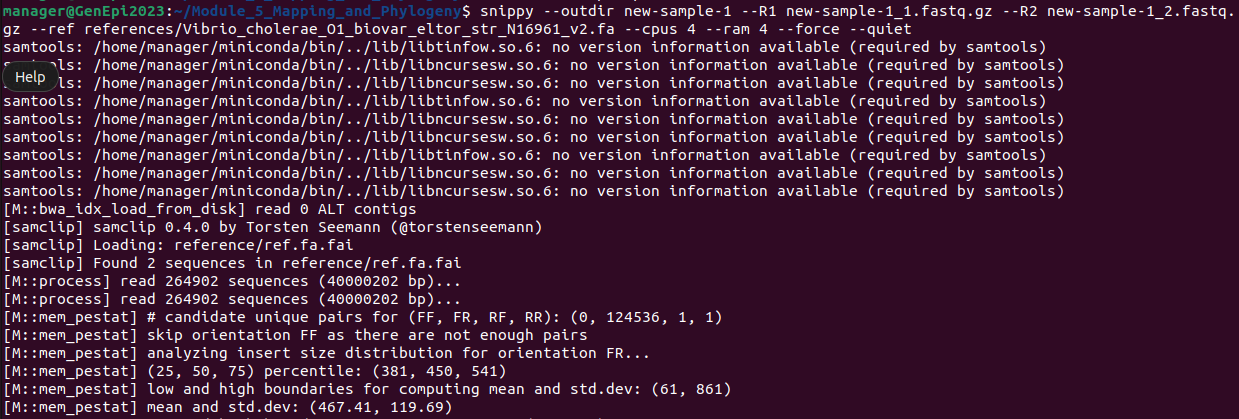 manager@GenEpi2023:~/Module_5_Mapping_and_Phylogeny$ snippy --outdir new-sample-1 --R1 new-sample-1_1.fastq.gz --R2 new-sample-1_2.fastq.
gz --ref references/Vibrio_cholerae_O1_biovar_eltor_str_N16961_v2.fa --cpus 4 --ram 4 --force --quiet
samtools: /home/manager/miniconda/bin/../lib/libtinfow.so.6: no version information available (required by samtools)
samtools: /home/manager/miniconda/bin/../lib/libncursesw.so.6: no version information available (required by samtools)
Help
ls: /home/manager/miniconda/bin/../lib/libncursesw.so.6: no version information available (required by samtools)
samtools: /home/manager/miniconda/bin/../lib/libtinfow.so.6: no version information available (required by samtools)
samtools: /home/manager/miniconda/bin/../lib/libncursesw.so.6: no version information available (required by samtools)
samtools: /home/manager/miniconda/bin/../lib/libncursesw.so.6: no version information available (required by samtools)
samtools: /home/manager/miniconda/bin/../lib/libtinfow.so.6: no version information available (required by samtools)
samtools: /home/manager/miniconda/bin/../lib/libncursesw.so.6: no version information available (required by samtools)
samtools: /home/manager/miniconda/bin/../lib/libncursesw.so.6: no version information available (required by samtools)
[M::bwa_idx_load_from_disk] read 0 ALT contigs
[samclip] samclip 0.4.0 by Torsten Seemann (@torstenseemann)
[samclip] Loading: reference/ref.fa.fai
[samclip] Found 2 sequences in reference/ref.fa.fai
[M::process] read 264902 sequences (40000202 bp)...
[M::process] read 264902 sequences (40000202 bp)...
[M::mem_pestat] # candidate unique pairs for (FF, FR, RF, RR): (0, 124536, 1, 1)
[M::mem_pestat] skip orientation FF as there are not enough pairs
[M::mem_pestat] analyzing insert size distribution for orientation FR...
[M::mem_pestat] (25, 50, 75) percentile: (381, 450, 541)
[M::mem_pestat] low and high boundaries for computing mean and std.dev: (61, 861)
[M::mem_pestat] mean and std.dev: (467.41, 119.69)